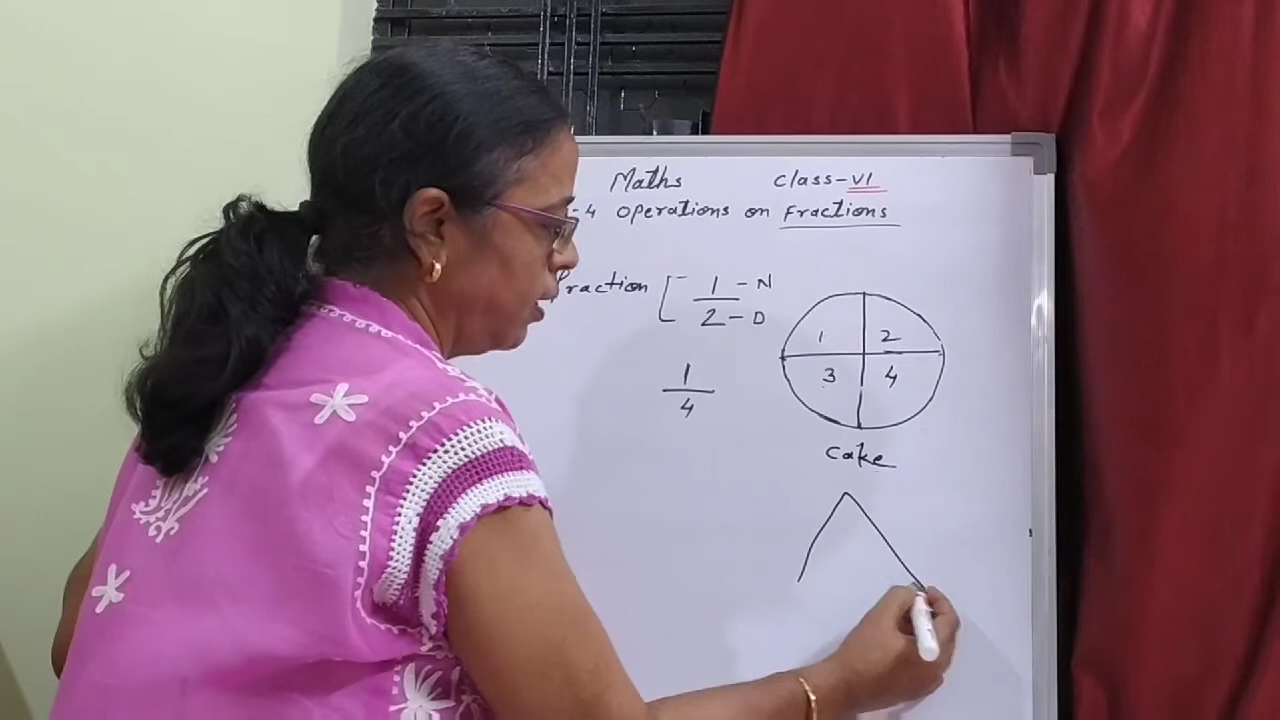 Maths Class-VI
-4 Operations on Fractions
Fraction 1 - N
2 - D
1
4
1 2
3 4
Cake